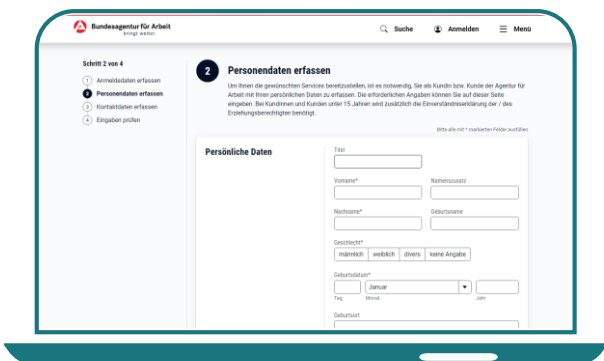 Bundesagentur für Arbeit
bringt weiter.
Suche
Anmelden
Menü
Schritt 2 von 4
1 Anmeldedaten erfassen
2 Personendaten erfassen
3 Kontaktdaten erfassen
4 Eingaben prüfen
2 Personendaten erfassen
Um Ihnen die gewünschten Services bereitzustellen, ist es notwendig, Sie als Kundin bzw. Kunde der Agentur für
Arbeit mit Ihren persönlichen Daten zu erfassen. Die erforderlichen Angaben können Sie auf dieser Seite
eingeben. Bei Kundinnen und Kunden unter 15 Jahren wird zusätzlich die Einverständniserklärung der / des
Erziehungsberechtigten benötigt.
Bitte alle mit * markierten Felder ausfüllen
Persönliche Daten
Titel
Vorname*
Namenszusatz
Nachname*
Geburtsname
Geschlecht*
männlich weiblich divers keine Angabe
Geburtsdatum*
Januar
Tag Monat Jahr
Geburtsort